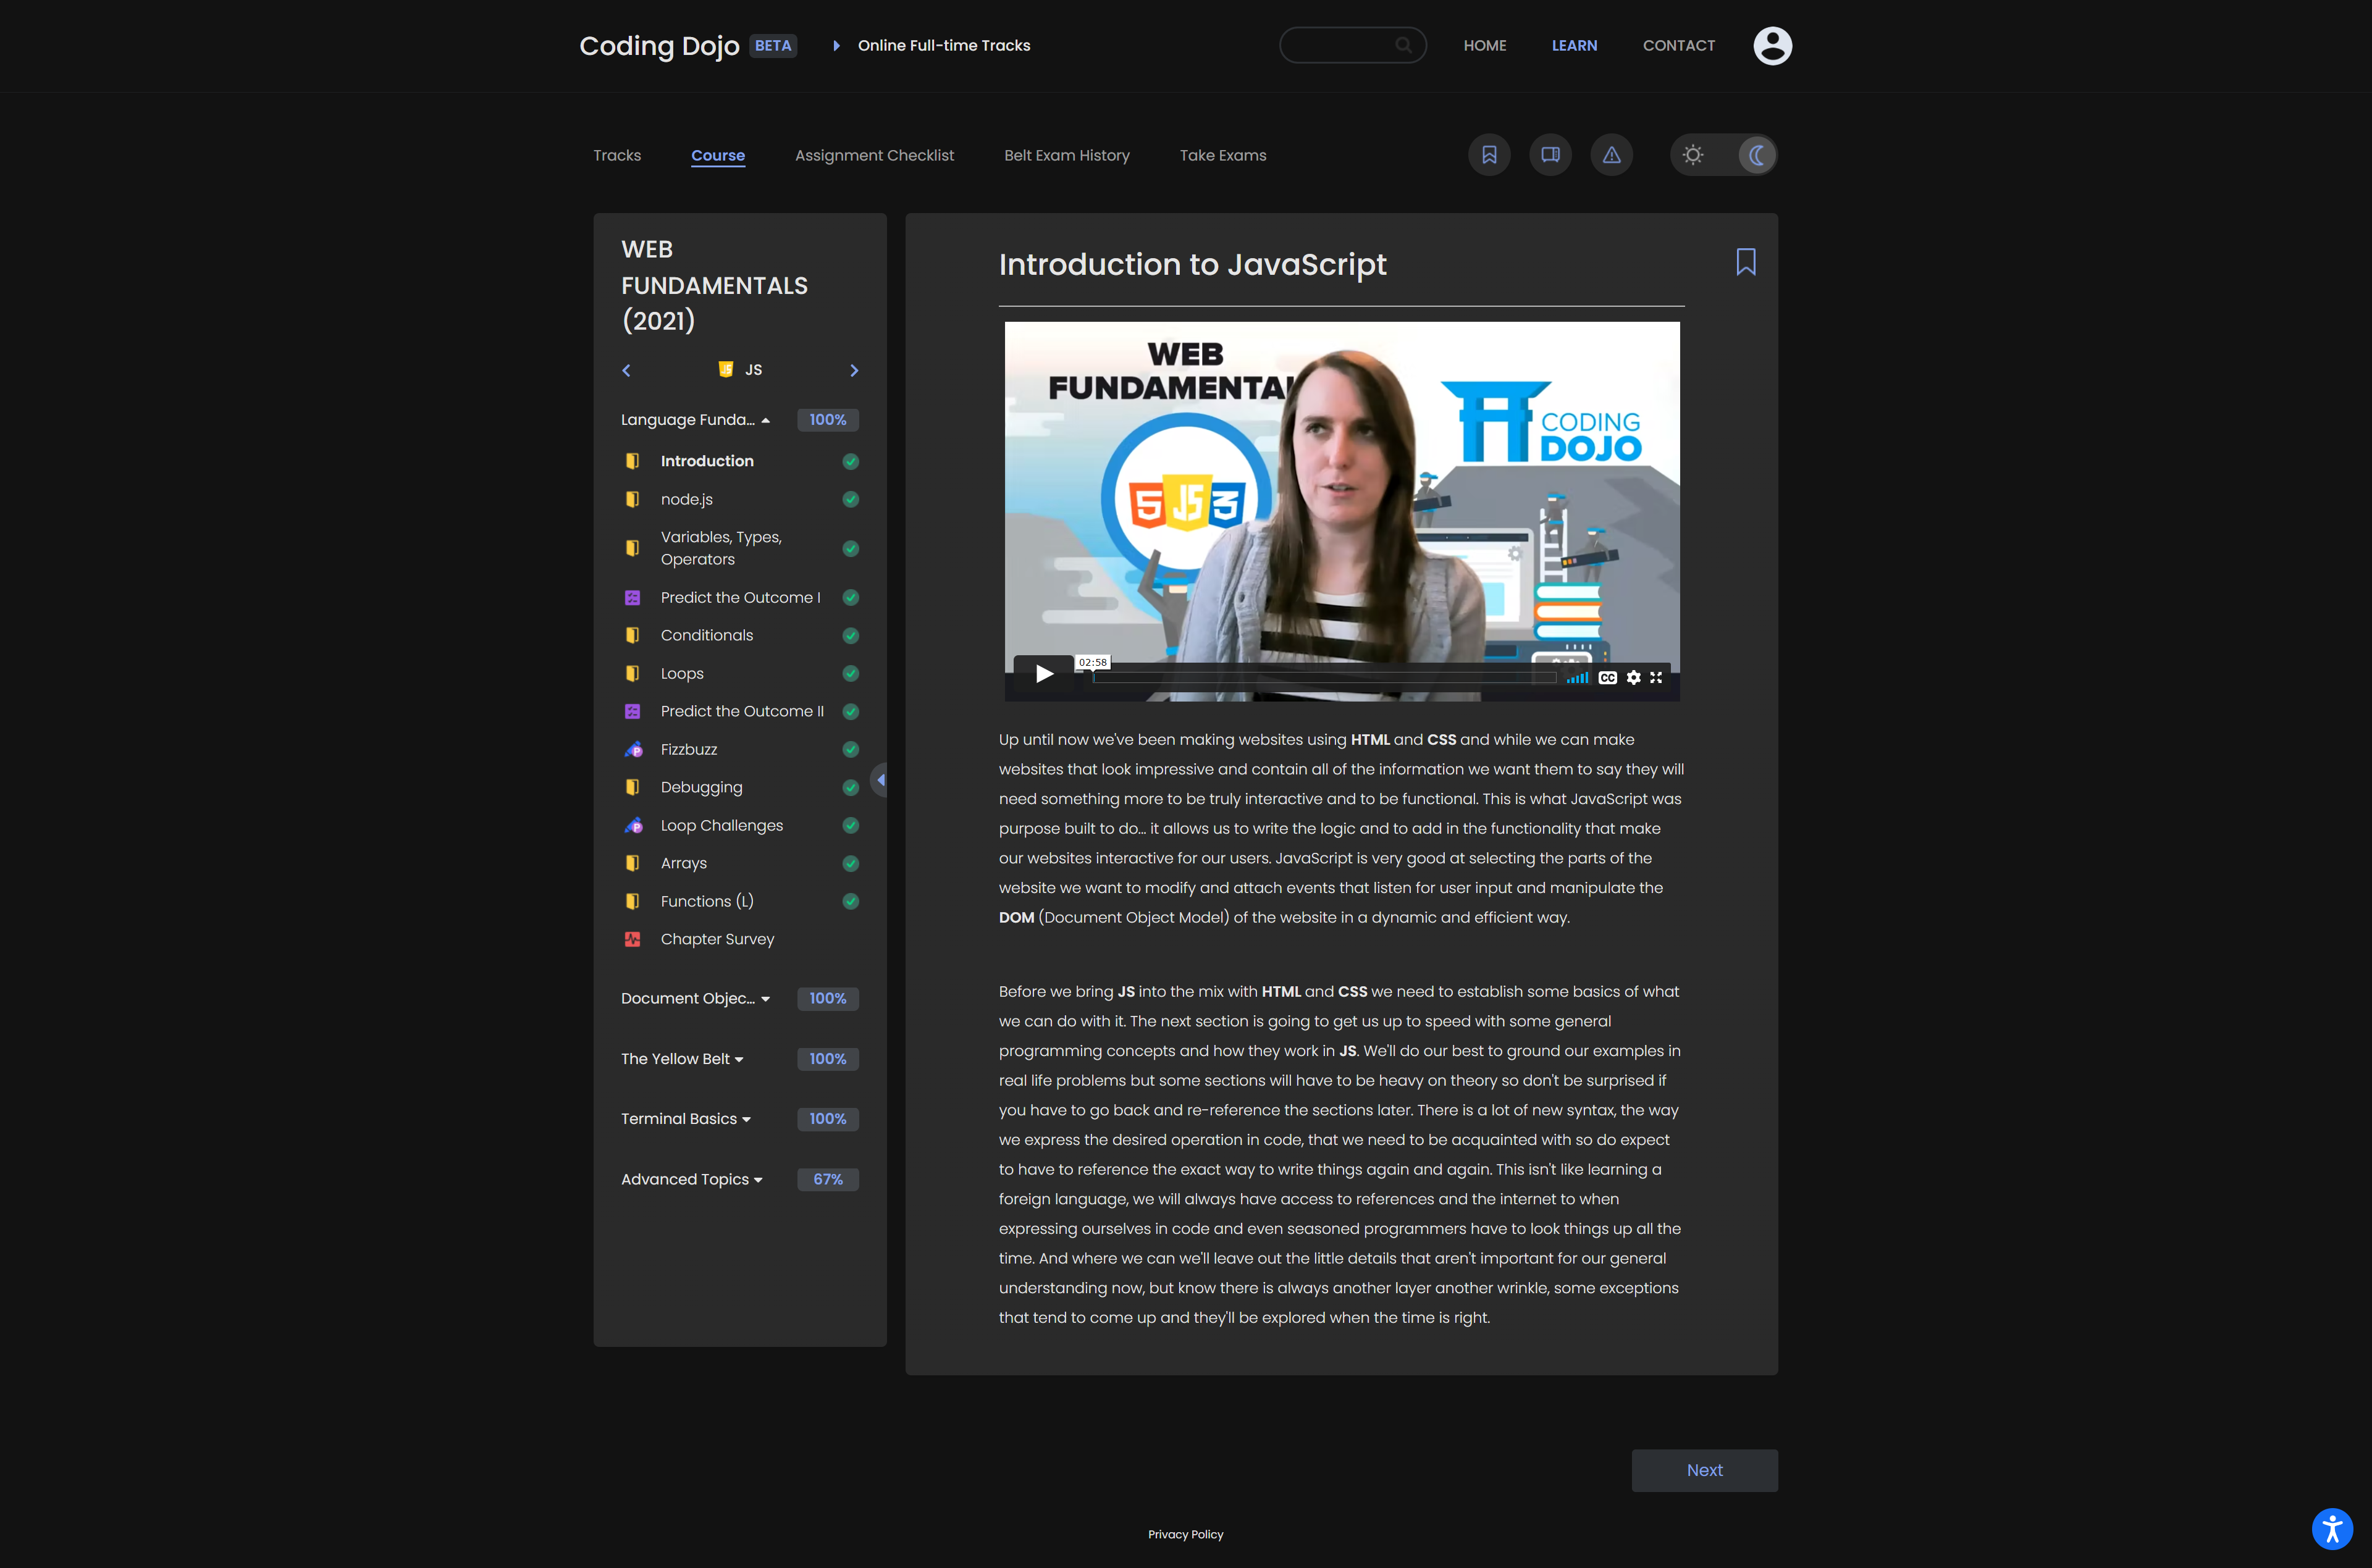 Coding Dojo BETA Online Full-time Tracks HOME LEARN CONTACT
Tracks Course Assignment Checklist Belt Exam History Take Exams
WEB
FUNDAMENTALS
(2021)
JS
Language Funda... 100%
Introduction
node.js
Variables, Types,
Operators
Predict the Outcome I
Conditionals
Loops
Predict the Outcome II
Fizzbuzz
Debugging
Loop Challenges
Arrays
Functions (L)
Chapter Survey
Document Objec... 100%
The Yellow Belt 100%
Terminal Basics 100%
Advanced Topics 67%
Introduction to JavaScript
WEB
FUNDAMENTAL
CODING
DOJO
5 JS 3
02:58
CC
Up until now we've been making websites using HTML and CSS and while we can make
websites that look impressive and contain all of the information we want them to say they will
need something more to be truly interactive and to be functional. This is what JavaScript was
purpose built to do... it allows us to write the logic and to add in the functionality that make
our websites interactive for our users. JavaScript is very good at selecting the parts of the
website we want to modify and attach events that listen for user input and manipulate the
DOM (Document Object Model) of the website in a dynamic and efficient way.
Before we bring JS into the mix with HTML and CSS we need to establish some basics of what
we can do with it. The next section is going to get us up to speed with some general
programming concepts and how they work in JS. We'll do our best to ground our examples in
real life problems but some sections will have to be heavy on theory so don't be surprised if
you have to go back and re-reference the sections later. There is a lot of new syntax, the way
we express the desired operation in code, that we need to be acquainted with so do expect
to have to reference the exact way to write things again and again. This isn't like learning a
foreign language, we will always have access to references and the internet to when
expressing ourselves in code and even seasoned programmers have to look things up all the
time. And where we can we'll leave out the little details that aren't important for our general
understanding now, but know there is always another layer another wrinkle, some exceptions
that tend to come up and they'll be explored when the time is right.
Next
Privacy Policy